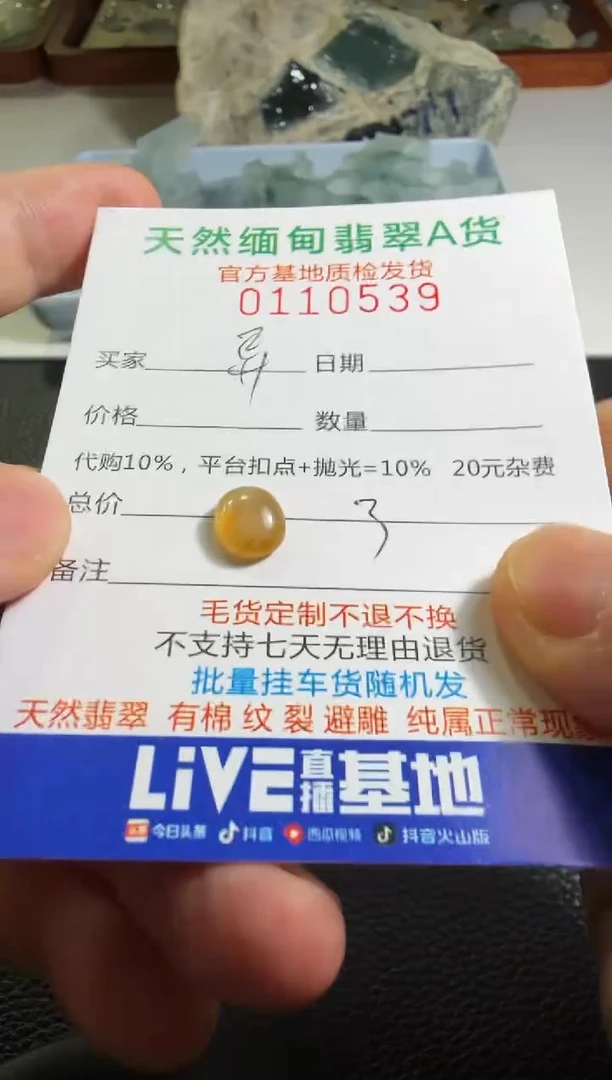 天然缅甸翡翠A货
官方基地质检发货
0110539
买家 异 日期
价格 数量
代购10%，平台扣点+抛光=10% 20元杂费
总价 3
备注
毛货定制不退不换
不支持七天无理由退货
批量挂车货随机发
天然翡翠 有棉 纹 裂 避雕 纯属正常现象
LiVE直播基地
今日头条 抖音 西瓜视频 抖音火山版